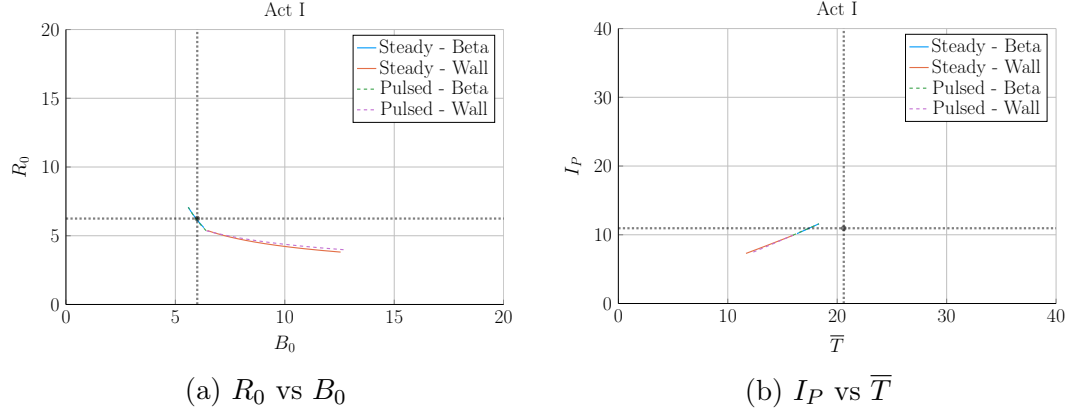 Act I
20
15
10
5
0
R₀
0
5
10
15
20
B₀
Steady - Beta
Steady - Wall
Pulsed - Beta
Pulsed - Wall
(a) R₀ vs B₀
Act I
40
30
20
10
0
I_P
0
10
20
30
40
T̅
Steady - Beta
Steady - Wall
Pulsed - Beta
Pulsed - Wall
(b) I_P vs T̅